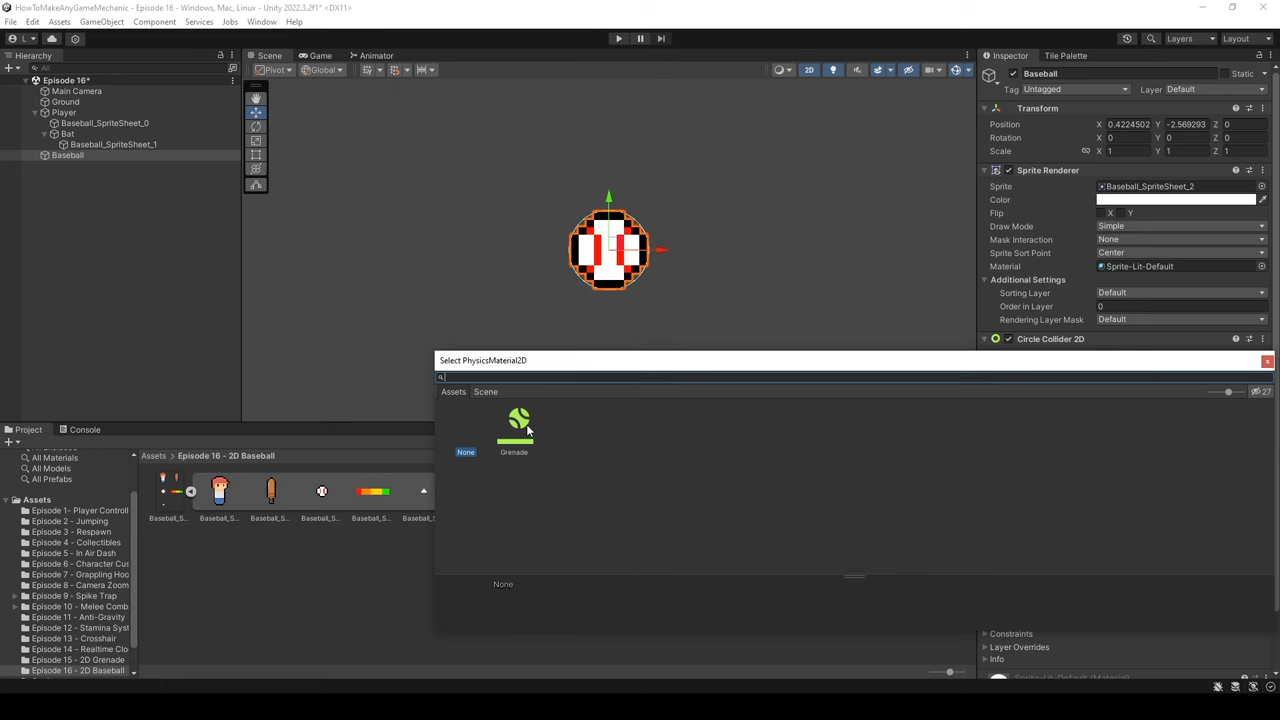 HowToMakeAnyGameMechanic - Episode 16 - Windows, Mac, Linux - Unity 2022.3.2f1* <DX11>
File Edit Assets GameObject Component Services Jobs Window Help
L Layers Layout
Hierarchy
All
Episode 16*
Main Camera
Ground
Player
Baseball_SpriteSheet_0
Bat
Baseball_SpriteSheet_1
Baseball
Scene Game Animator
Pivot Global 2D
Inspector Tile Palette
Baseball Static
Tag Untagged Layer Default
Transform
Position X 0.4224502 Y -2.569293 Z 0
Rotation X 0 Y 0 Z 0
Scale X 1 Y 1 Z 1
Sprite Renderer
Sprite Baseball_SpriteSheet_2
Color
Flip X Y
Draw Mode Simple
Mask Interaction None
Sprite Sort Point Center
Material Sprite-Lit-Default
Additional Settings
Sorting Layer Default
Order in Layer 0
Rendering Layer Mask Default
Circle Collider 2D
Select PhysicsMaterial2D
Assets Scene 27
None Grenade
None
Project Console
All Materials
All Models
All Prefabs
Assets
Episode 1- Player Controll
Episode 2 - Jumping
Episode 3 - Respawn
Episode 4 - Collectibles
Episode 5 - In Air Dash
Episode 6 - Character Cus
Episode 7 - Grappling Hoo
Episode 8 - Camera Zoom
Episode 9 - Spike Trap
Episode 10 - Melee Comb
Episode 11 - Anti-Gravity
Episode 12 - Stamina Syst
Episode 13 - Crosshair
Episode 14 - Realtime Clo
Episode 15 - 2D Grenade
Episode 16 - 2D Baseball
Assets > Episode 16 - 2D Baseball
Baseball_S... Baseball_S... Baseball_S... Baseball_S... Baseball_S... Baseball_S
Constraints
Layer Overrides
Info
Sprite-Lit-Default (Material)